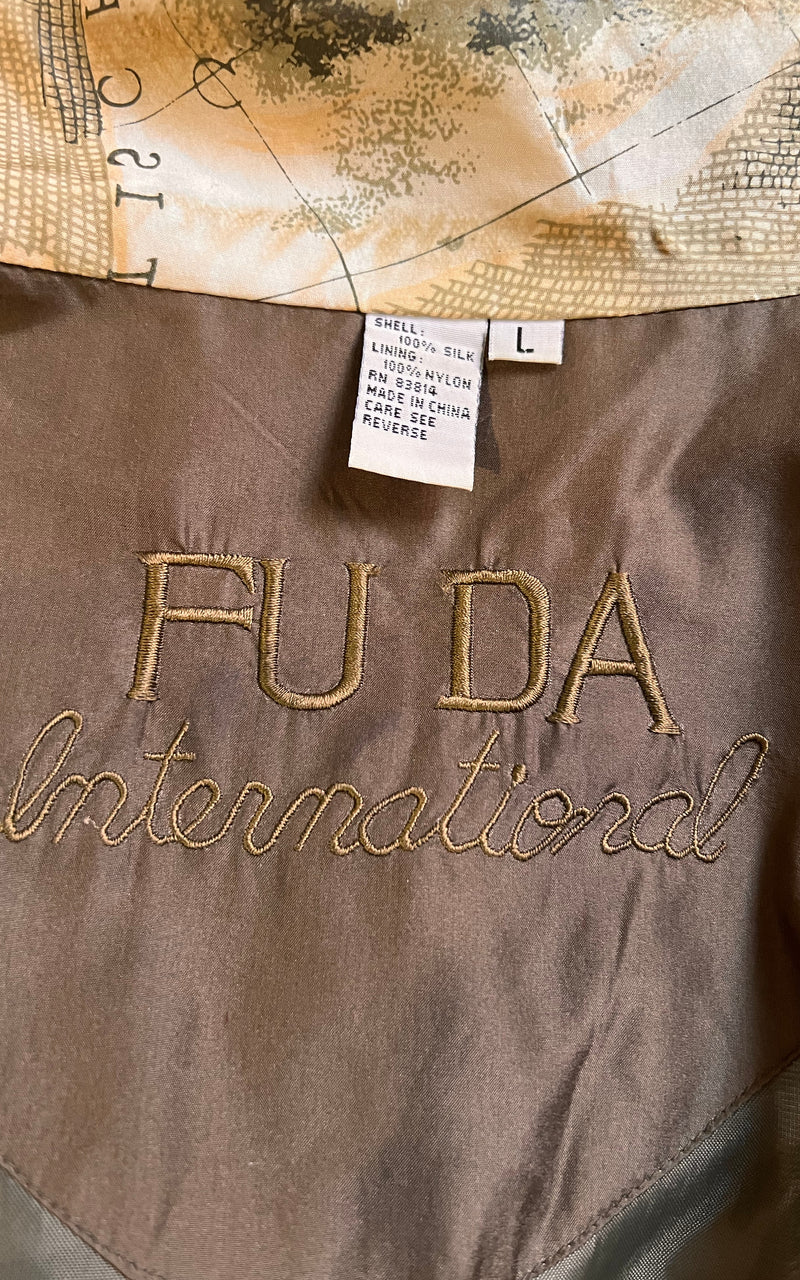 SHELL:
100% SILK
LINING:
100% NYLON
RN 83814
MADE IN CHINA
CARE SEE
REVERSE
L
FU DA
International